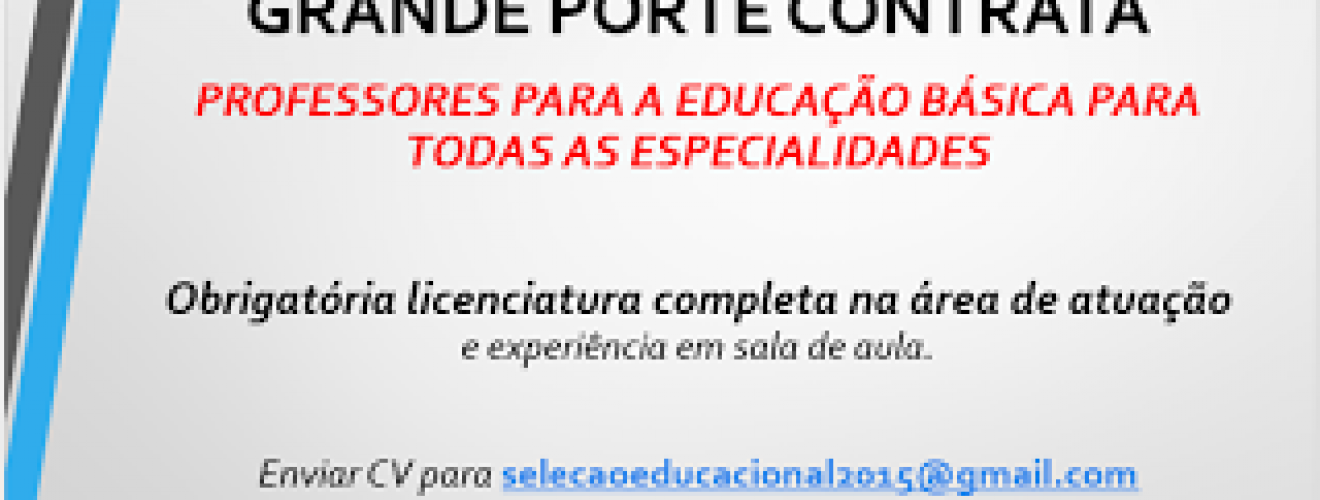 GRANDE PORTE CONTRATA
PROFESSORES PARA A EDUCAÇÃO BÁSICA PARA
TODAS AS ESPECIALIDADES
Obrigatória licenciatura completa na área de atuação
e experiência em sala de aula.
Enviar CV para selecaoeducacional2015@gmail.com